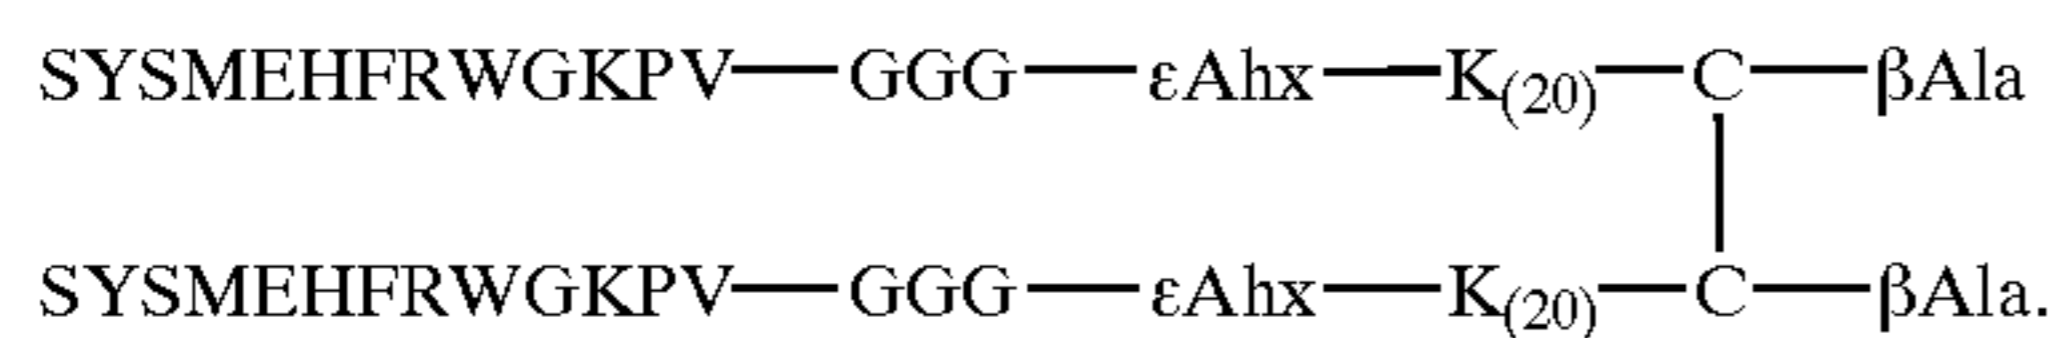 SYSMEHFRWGKPV—GGG—εAhx—K(20)—C—βAla
SYSMEHFRWGKPV—GGG—εAhx—K(20)—C—βAla.